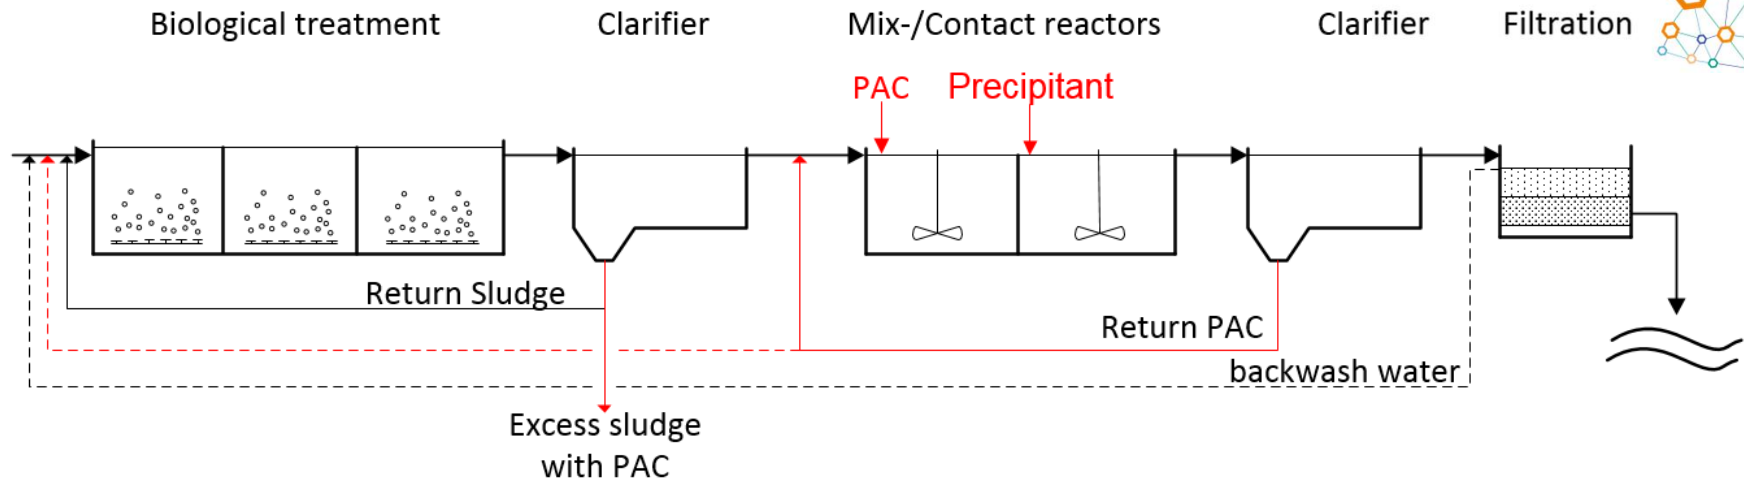 Biological treatment
Clarifier
Mix-/Contact reactors
Clarifier
Filtration
PAC
Precipitant
Return Sludge
Return PAC
backwash water
Excess sludge
with PAC